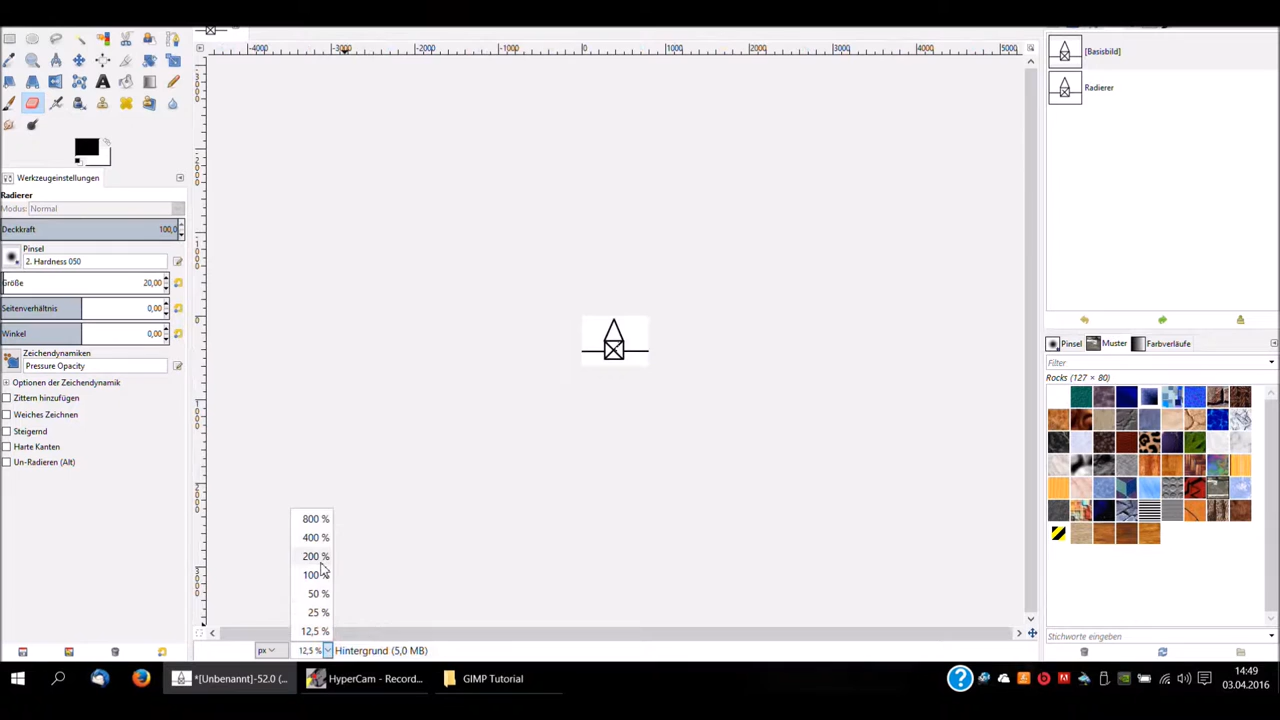 -4000 -3000 -2000 -1000 0 1000 2000 3000 4000 5000
[Basisbild]
Radierer
Werkzeugeinstellungen
Radierer
Modus: Normal
Deckkraft 100,0
Pinsel
2. Hardness 050
Größe 20,00
Seitenverhältnis 0,00
Winkel 0,00
Zeichendynamiken
Pressure Opacity
Optionen der Zeichendynamik
Zittern hinzufügen
Weiches Zeichnen
Steigernd
Harte Kanten
Un-Radieren (Alt)
Pinsel Muster Farbverläufe
Filter
Rocks (127 × 80)
800 %
400 %
200 %
100 %
50 %
25 %
12,5 %
Stichworte eingeben
px 12,5 % Hintergrund (5,0 MB)
*[Unbenannt]-52.0 (... HyperCam - Record... GIMP Tutorial
14:49
03.04.2016